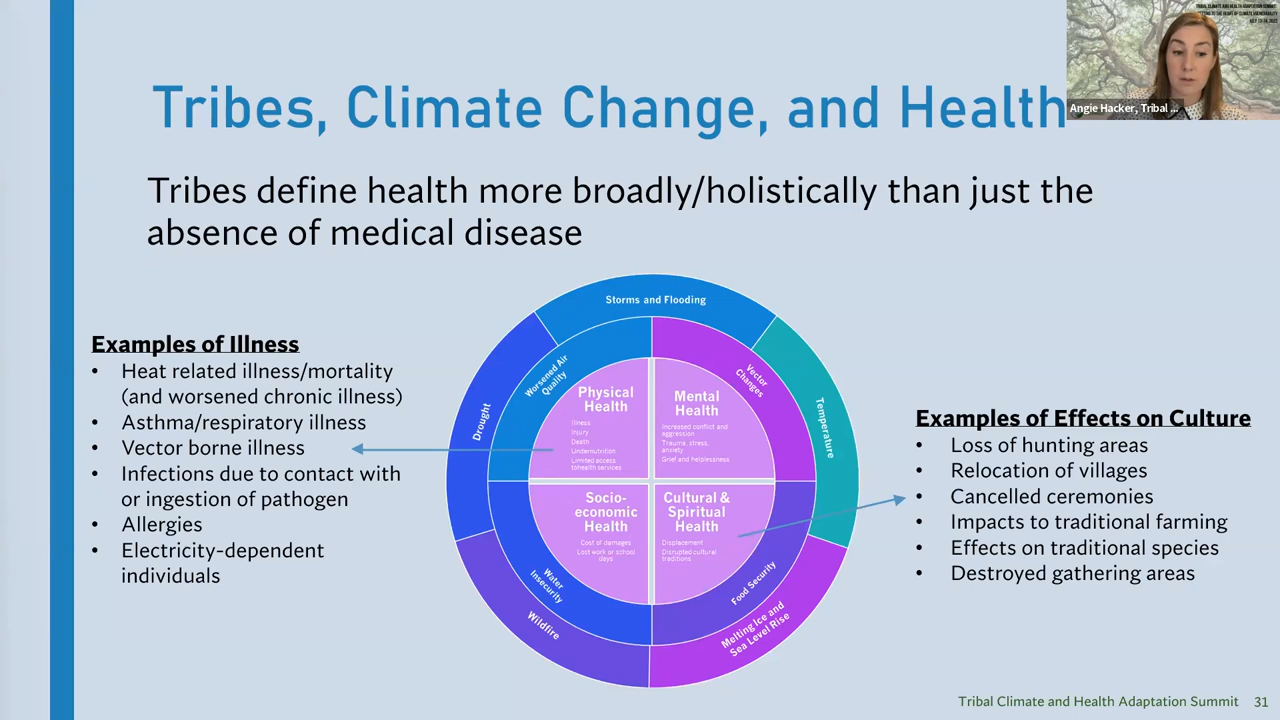 TRIBAL CLIMATE AND HEALTH ADAPTATION SUMMIT
Angie Hacker, Tribal ...
Tribes, Climate Change, and Health
Tribes define health more broadly/holistically than just the
absence of medical disease
Examples of Illness
• Heat related illness/mortality
(and worsened chronic illness)
• Asthma/respiratory illness
• Vector borne illness
• Infections due to contact with
or ingestion of pathogen
• Allergies
• Electricity-dependent
individuals
Storms and Flooding
Drought
Temperature
Wildfire
Melting Ice and
Sea Level Rise
Worsened Air
Quality
Vector
Changes
Water
Insecurity
Food Security
Physical
Health
Illness
Injury
Death
Undernutrition
Limited access
tohealth services
Mental
Health
Increased conflict and
aggression
Trauma, stress,
anxiety
Grief and helplessness
Socio-
economic
Health
Cost of damages
Lost work or school
days
Cultural &
Spiritual
Health
Displacement
Disrupted cultural
traditions
Examples of Effects on Culture
• Loss of hunting areas
• Relocation of villages
• Cancelled ceremonies
• Impacts to traditional farming
• Effects on traditional species
• Destroyed gathering areas
Tribal Climate and Health Adaptation Summit 31